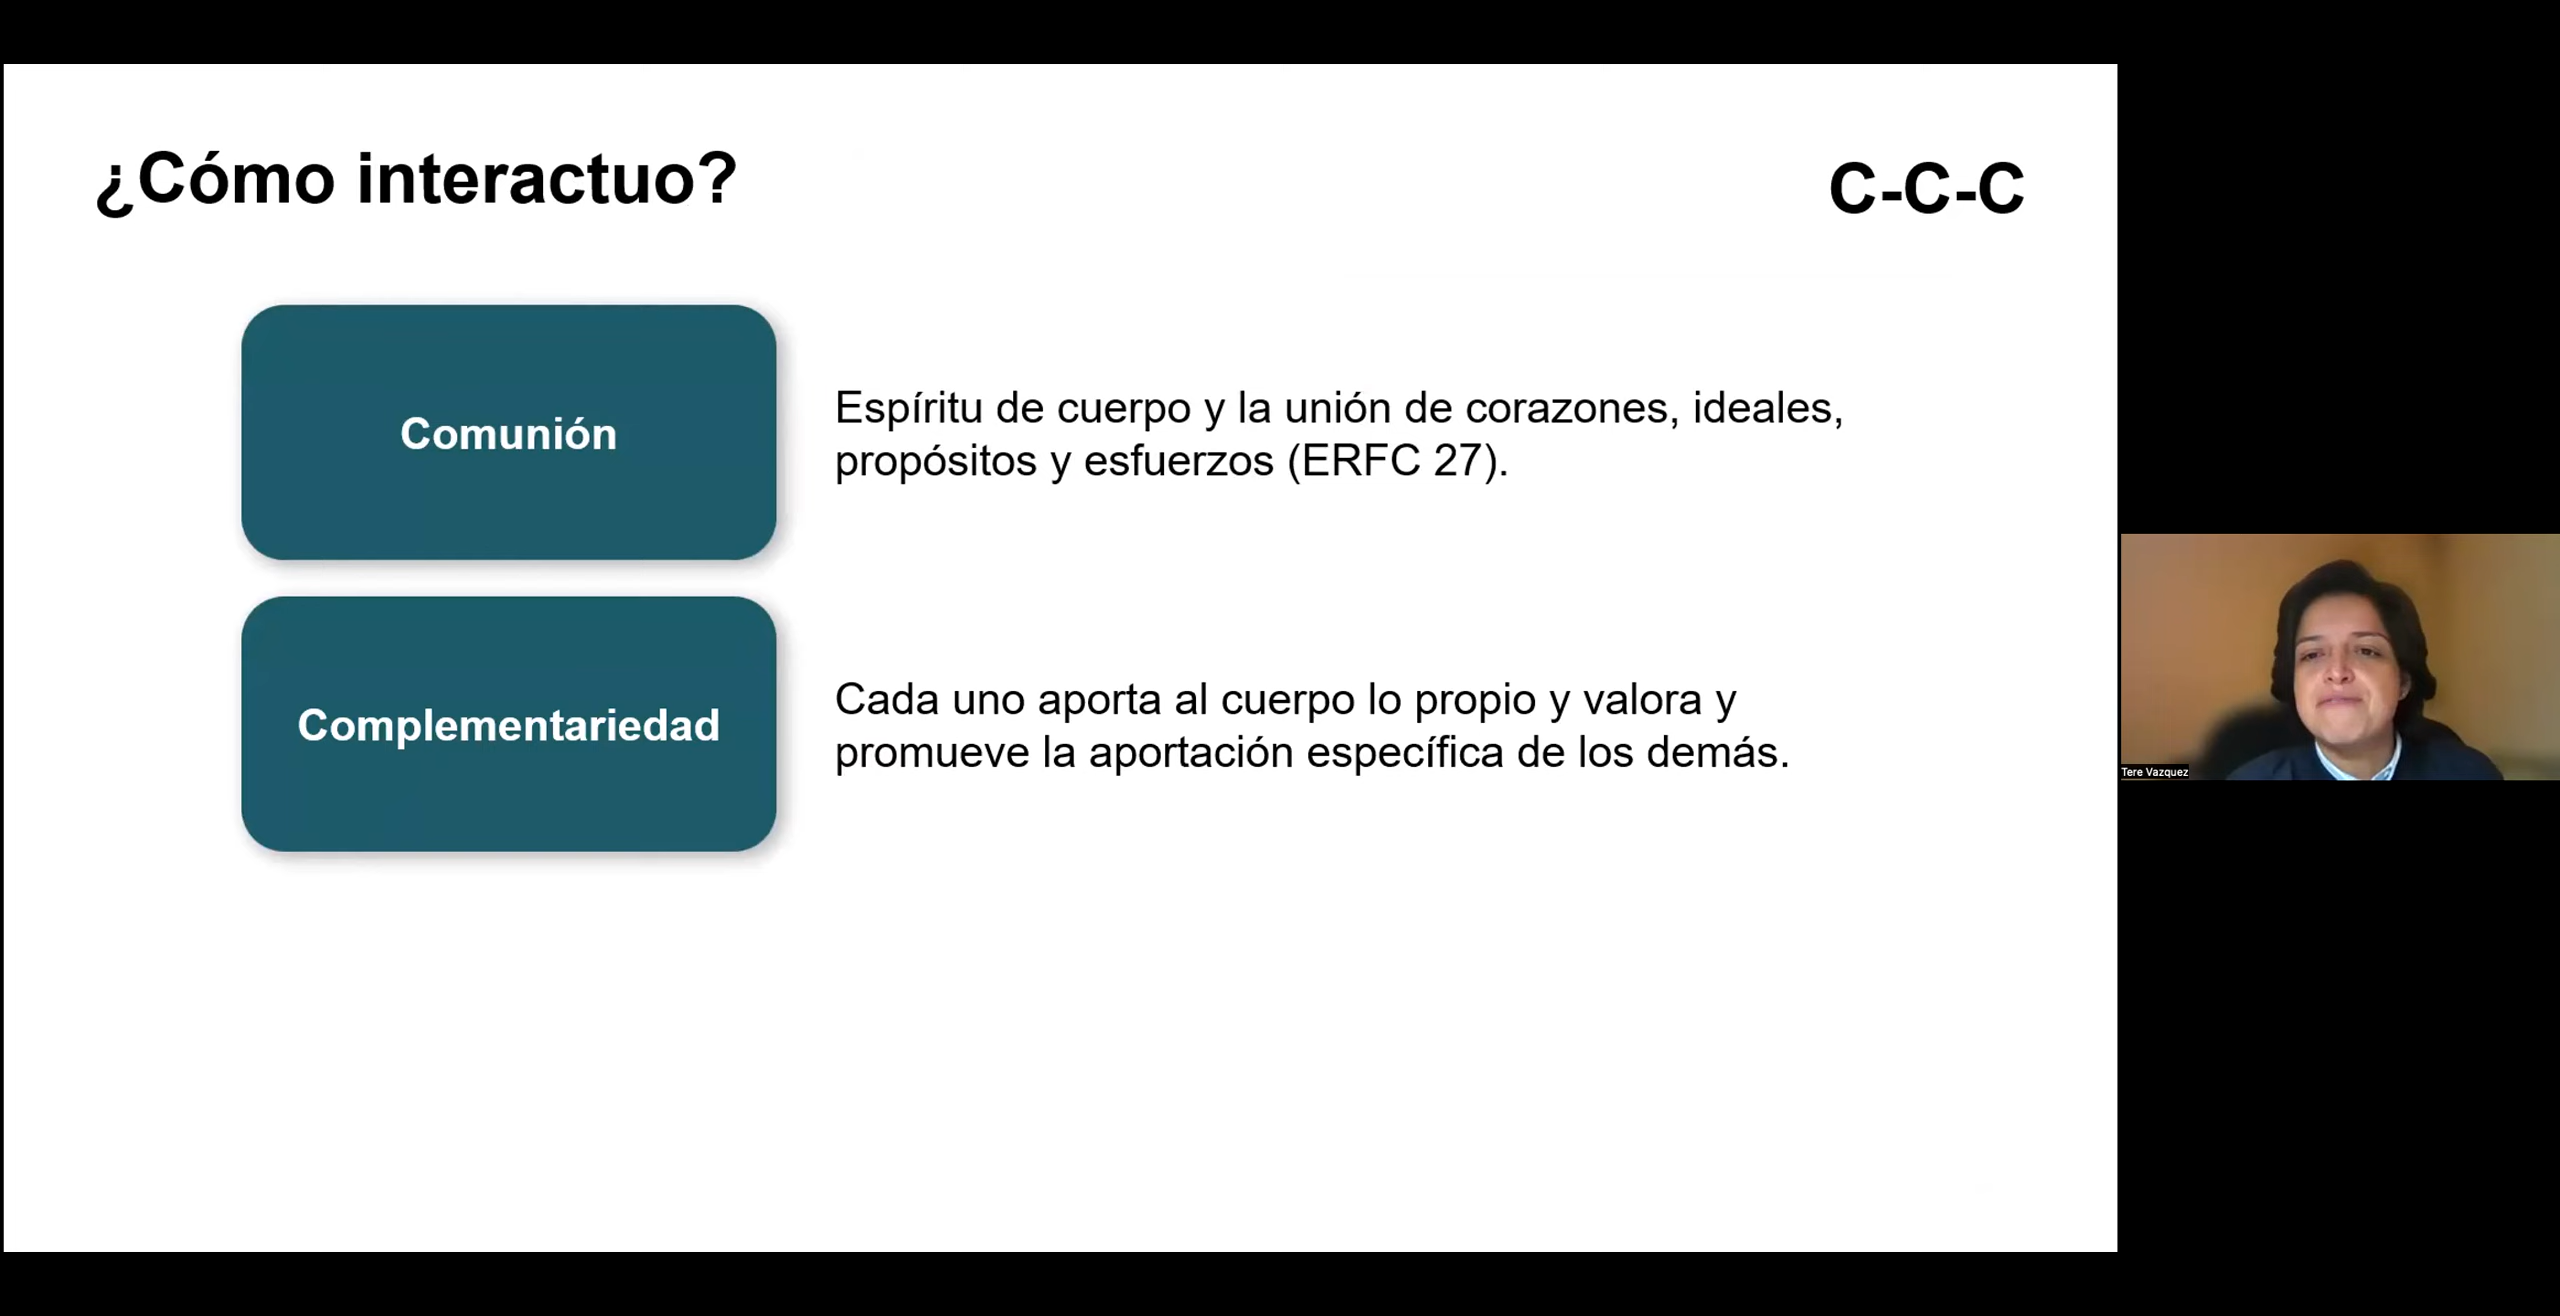 ¿Cómo interactuo?
C-C-C
Comunión
Espíritu de cuerpo y la unión de corazones, ideales,
propósitos y esfuerzos (ERFC 27).
Complementariedad
Cada uno aporta al cuerpo lo propio y valora y
promueve la aportación específica de los demás.
Tere Vazquez